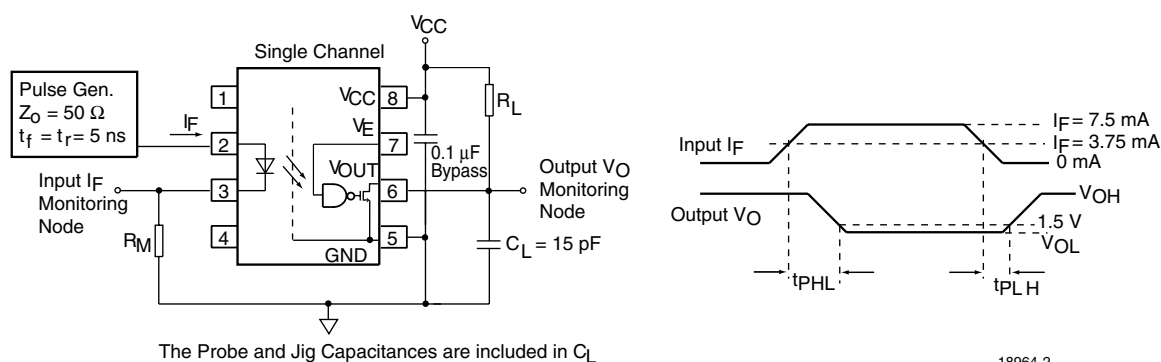 VCC
Single Channel
Pulse Gen.
ZO = 50 Ω
tf = tr= 5 ns
IF
1
2
3
4
VCC
8
VE
7
VOUT
6
5
GND
RL
0.1 µF
Bypass
Input IF
Monitoring
Node
RM
Output VO
Monitoring
Node
CL = 15 pF
The Probe and Jig Capacitances are included in CL
Input IF
IF = 7.5 mA
IF = 3.75 mA
0 mA
Output VO
VOH
1.5 V
VOL
tPHL
tPLH
18964-2